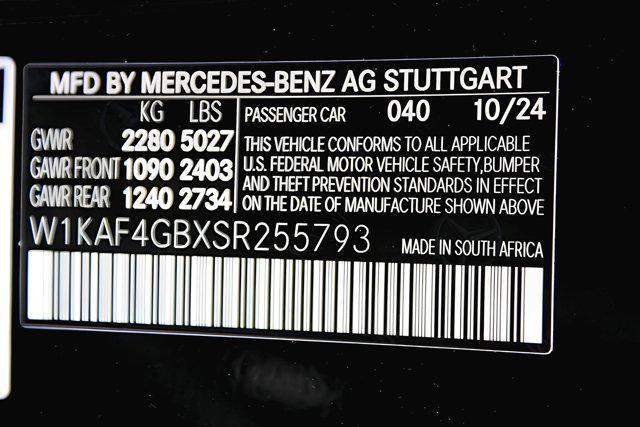 MFD BY MERCEDES-BENZ AG STUTTGART
KG LBS
GVWR 2280 5027
GAWR FRONT 1090 2403
GAWR REAR 1240 2734
PASSENGER CAR 040 10/24
THIS VEHICLE CONFORMS TO ALL APPLICABLE
U.S. FEDERAL MOTOR VEHICLE SAFETY,BUMPER
AND THEFT PREVENTION STANDARDS IN EFFECT
ON THE DATE OF MANUFACTURE SHOWN ABOVE
W1KAF4GBXSR255793
MADE IN SOUTH AFRICA